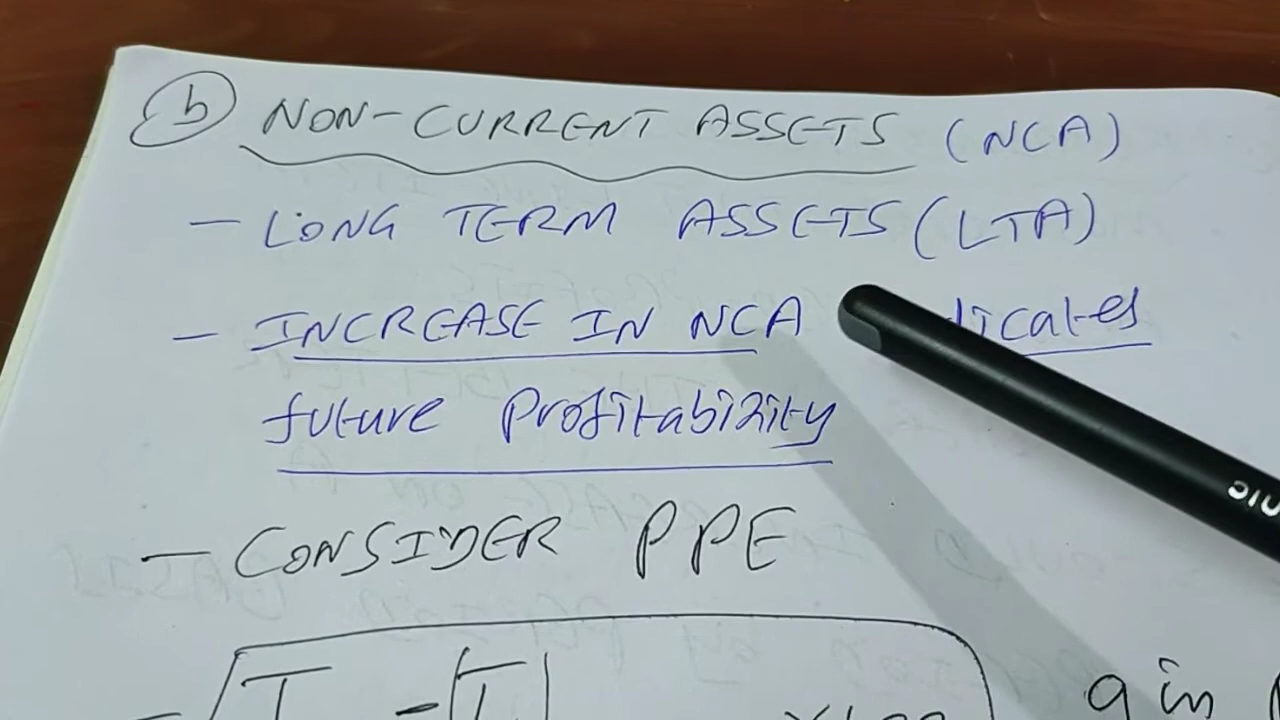 b NON-CURRENT ASSETS (NCA)
- LONG TERM ASSETS (LTA)
- INCREASE IN NCA
future Profitability
- CONSIDER PPE